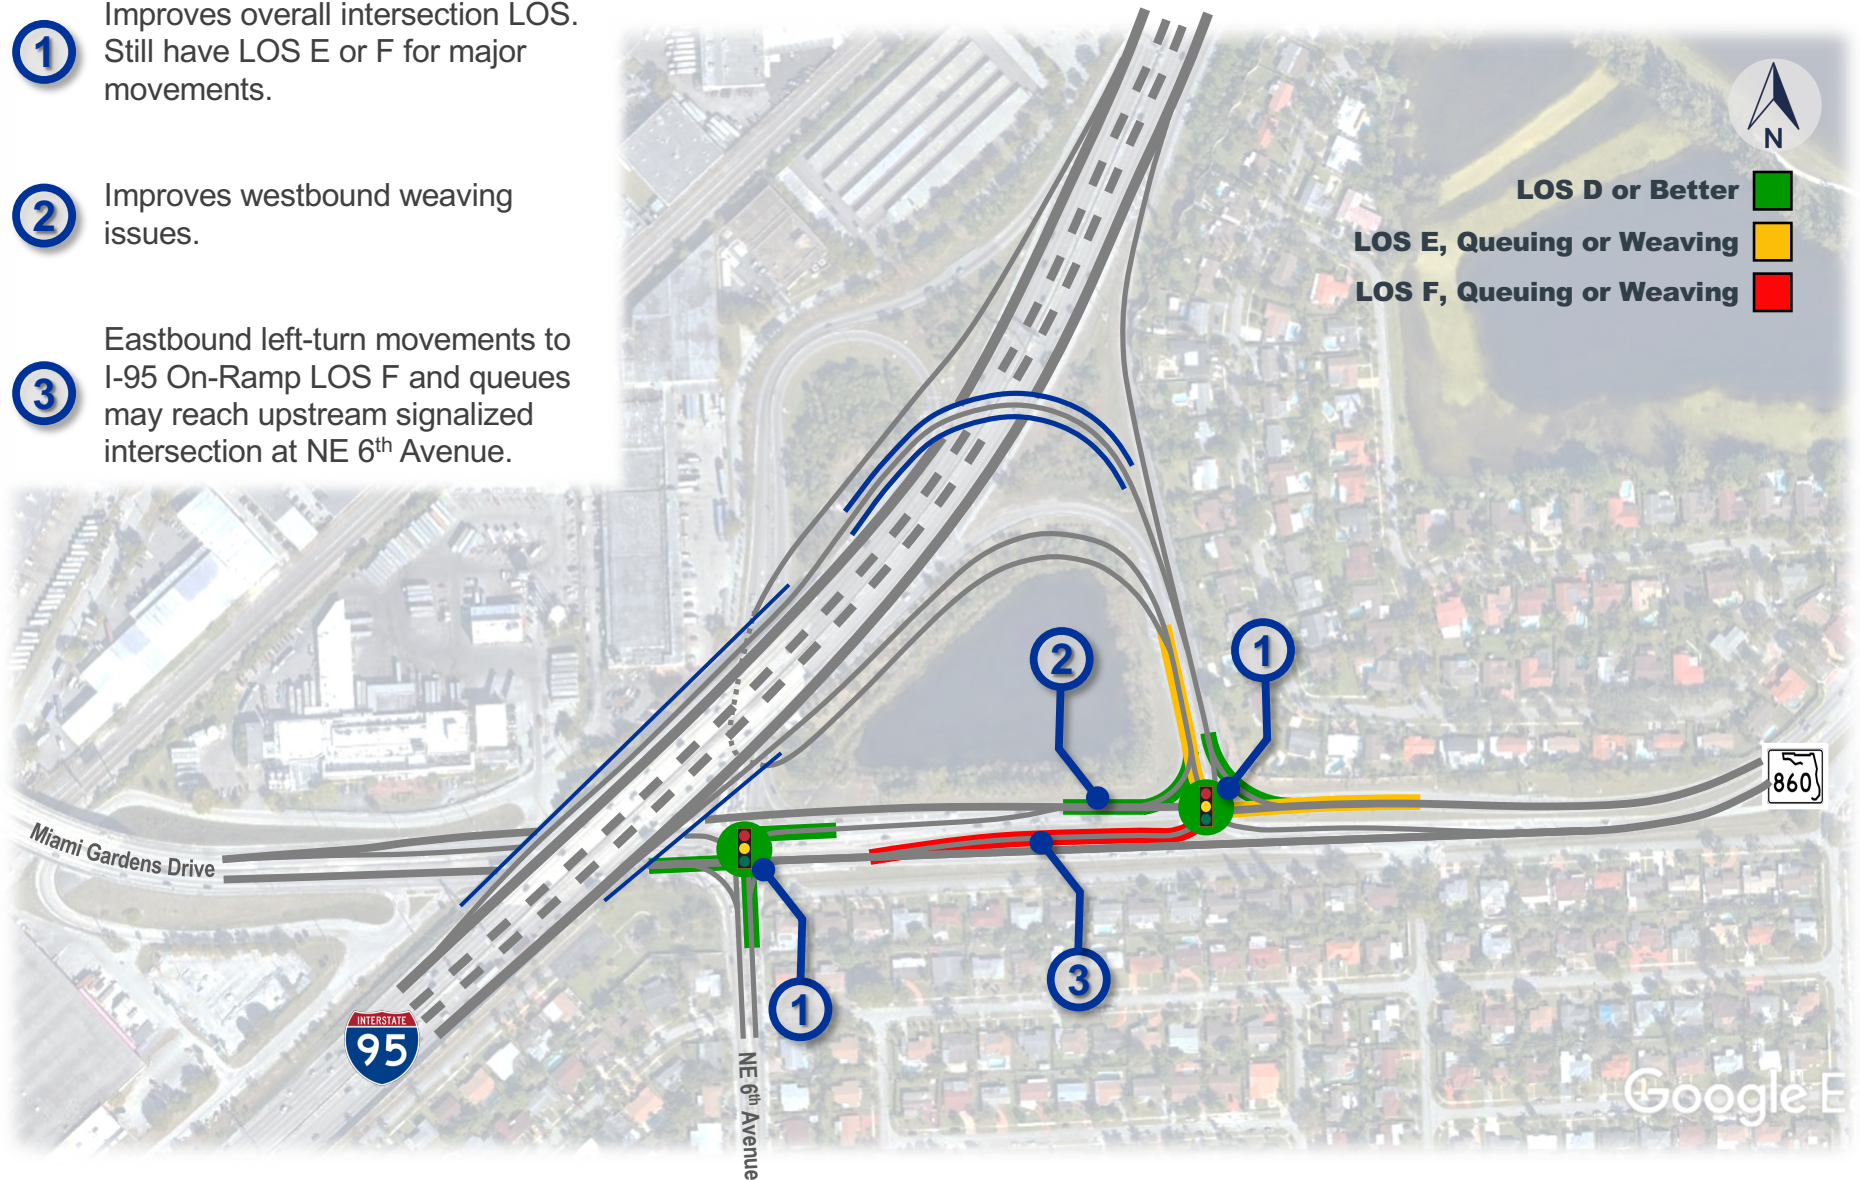 1
Improves overall intersection LOS.
Still have LOS E or F for major
movements.
2
Improves westbound weaving
issues.
3
Eastbound left-turn movements to
I-95 On-Ramp LOS F and queues
may reach upstream signalized
intersection at NE 6th Avenue.
N
LOS D or Better
LOS E, Queuing or Weaving
LOS F, Queuing or Weaving
2
1
860
Miami Gardens Drive
3
1
INTERSTATE
95
NE 6th Avenue
Google Ea